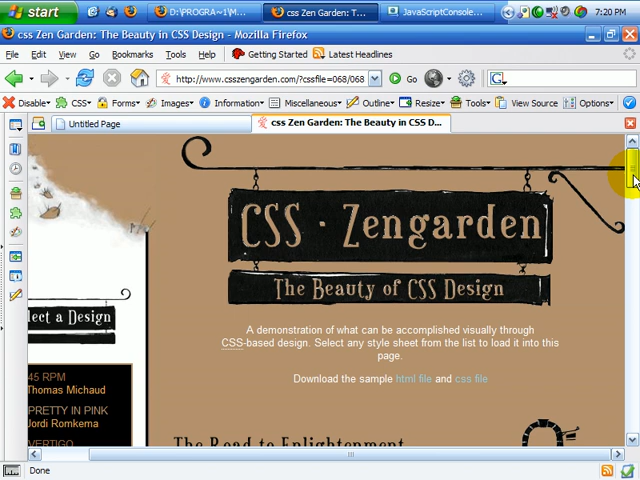 start
D:\PROGRA~1\M...
css Zen Garden: T...
JavaScriptConsole...
7:20 PM
css Zen Garden: The Beauty in CSS Design - Mozilla Firefox
File Edit View Go Bookmarks Tools Help
Getting Started
Latest Headlines
http://www.csszengarden.com/?cssfile=068/068
Go
G
Disable CSS Forms Images Information Miscellaneous Outline Resize Tools View Source Options
Untitled Page
css Zen Garden: The Beauty in CSS D...
CSS · Zengarden
The Beauty of CSS Design
lect a Design
A demonstration of what can be accomplished visually through
CSS-based design. Select any style sheet from the list to load it into this
page.
Download the sample html file and css file
45 RPM
Thomas Michaud
PRETTY IN PINK
Jordi Romkema
VERTIGO
The Road to Enlightenment
Done